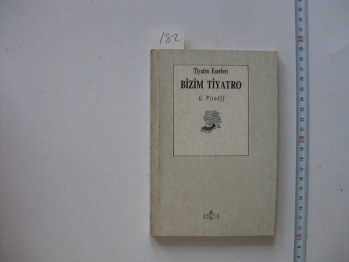 182
Tiyatro Eserleri
BİZİM TİYATRO
G. Pitoëff